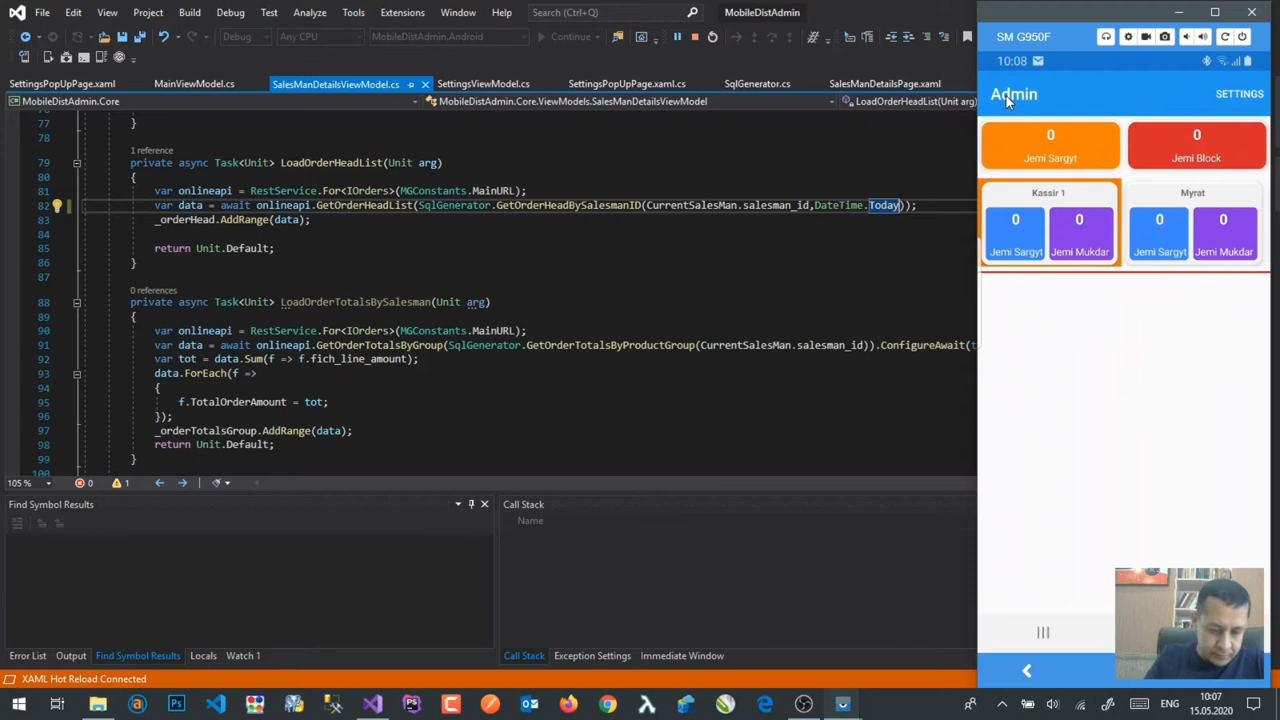 File Edit View Project Build Debug Test Analyze Tools Extensions Window Help Search (Ctrl+Q) MobileDistAdmin
Debug Any CPU MobileDistAdmin.Android Continue
SettingsPopUpPage.xaml MainViewModel.cs SalesManDetailsViewModel.cs SettingsViewModel.cs SettingsPopUpPage.xaml.cs SqlGenerator.cs SalesManDetailsPage.xaml
MobileDistAdmin.Core MobileDistAdmin.Core.ViewModels.SalesManDetailsViewModel LoadOrderHeadList(Unit arg)
77 }
78
1 reference
79 private async Task<Unit> LoadOrderHeadList(Unit arg)
80 {
81 var onlineapi = RestService.For<IOrders>(MGConstants.MainURL);
82 var data = await onlineapi.GetOrderHeadList(SqlGenerator.GetOrderHeadBySalesmanID(CurrentSalesMan.salesman_id,DateTime.Today));
83 _orderHead.AddRange(data);
84
85 return Unit.Default;
86 }
87
0 references
88 private async Task<Unit> LoadOrderTotalsBySalesman(Unit arg)
89 {
90 var onlineapi = RestService.For<IOrders>(MGConstants.MainURL);
91 var data = await onlineapi.GetOrderTotalsByGroup(SqlGenerator.GetOrderTotalsByProductGroup(CurrentSalesMan.salesman_id)).ConfigureAwait(
92 var tot = data.Sum(f => f.fich_line_amount);
93 data.ForEach(f =>
94 {
95 f.TotalOrderAmount = tot;
96 });
97 _orderTotalsGroup.AddRange(data);
98 return Unit.Default;
99 }
100
105 % 0 1
Find Symbol Results Call Stack
Name
Error List Output Find Symbol Results Locals Watch 1 Call Stack Exception Settings Immediate Window
XAML Hot Reload Connected
SM G950F
10:08
Admin SETTINGS
0 0
Jemi Sargyt Jemi Block
Kassir 1 Myrat
0 0 0 0
Jemi Sargyt Jemi Mukdar Jemi Sargyt Jemi Mukdar
ENG 10:07
15.05.2020